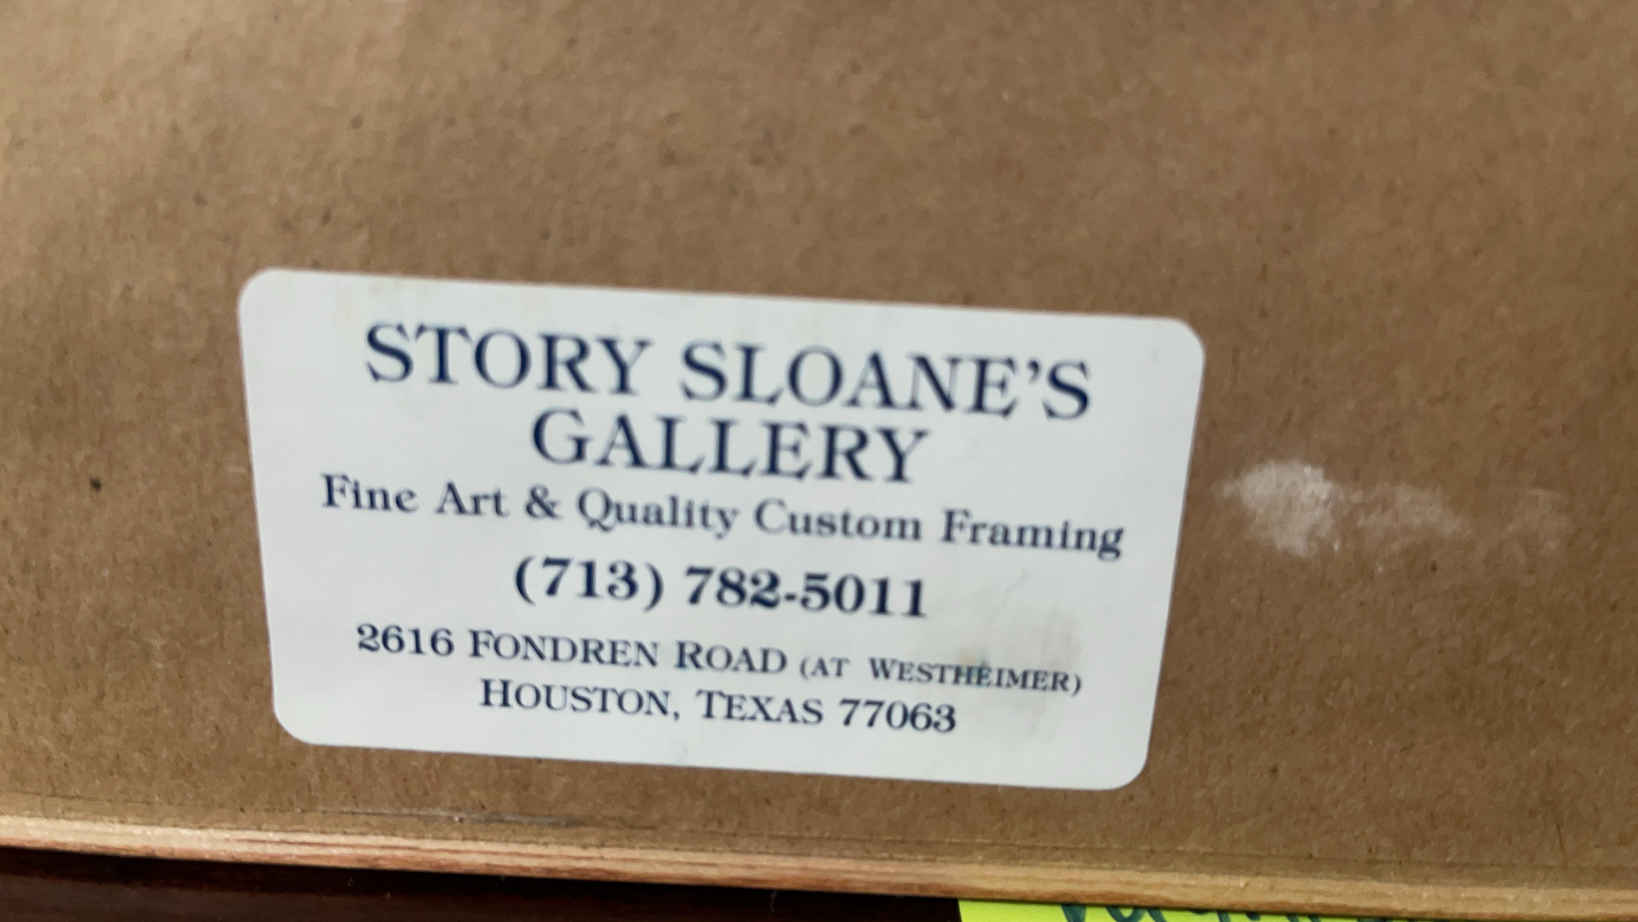 STORY SLOANE'S
GALLERY
Fine Art & Quality Custom Framing
(713) 782-5011
2616 FONDREN ROAD (AT WESTHEIMER)
HOUSTON, TEXAS 77063